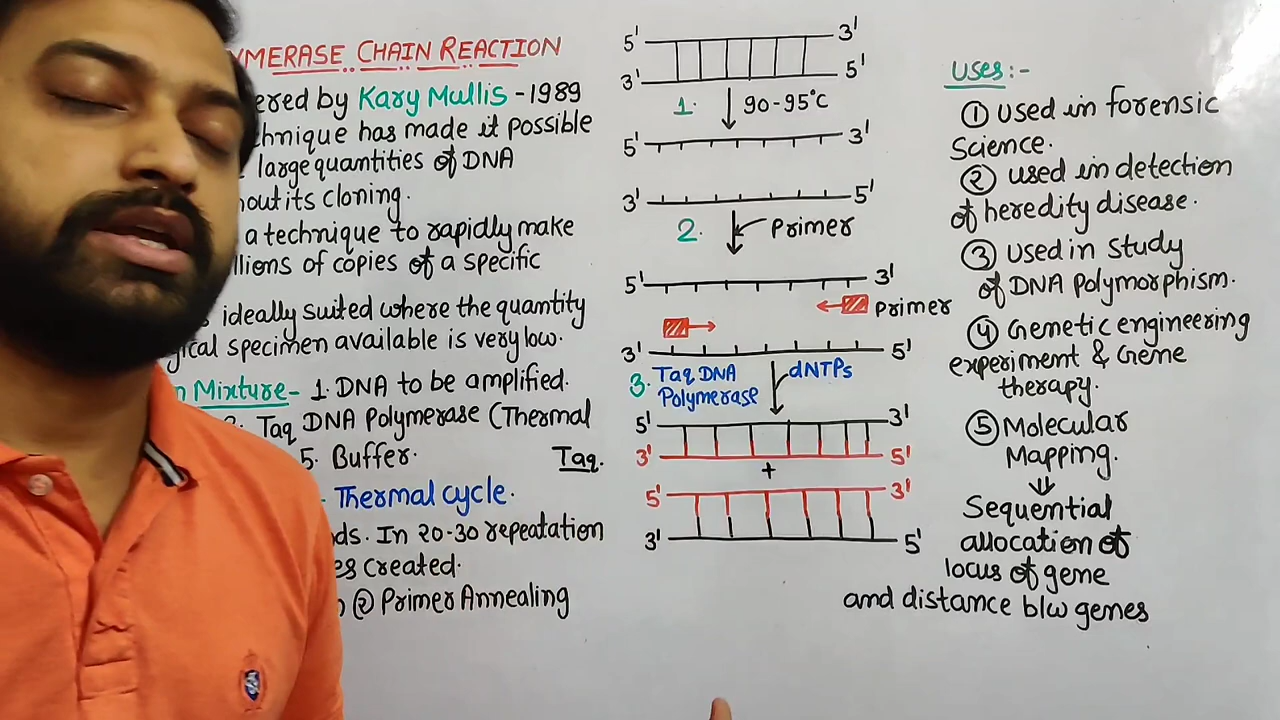 YMERASE CHAIN REACTION
ered by Kary Mullis - 1989
chnique has made it possible
large quantities of DNA
hout its cloning.
a technique to rapidly make
llions of copies of a specific
ideally suited where the quantity
gical specimen available is very low.
n Mixture - 1. DNA to be amplified.
2. Taq DNA Polymerase (Thermal
5. Buffer. Taq.
Thermal cycle.
nds. In 20-30 repeatation
es created.
② Primer Annealing
5' 3'
3' 5'
1. 90-95°C
5' 3'
3' 5'
2. Primer
5' 3'
Primer
3' 5'
3. Taq DNA dNTPs
Polymerase
5' 3'
3' 5'
+
5' 3'
3' 5'
Uses:-
① Used in forensic
Science.
② Used in detection
of heredity disease.
③ Used in study
of DNA Polymorphism.
④ Genetic engineering
experiment & Gene
therapy.
⑤ Molecular
Mapping.
⇓
Sequential
allocation of
locus of gene
and distance b/w genes